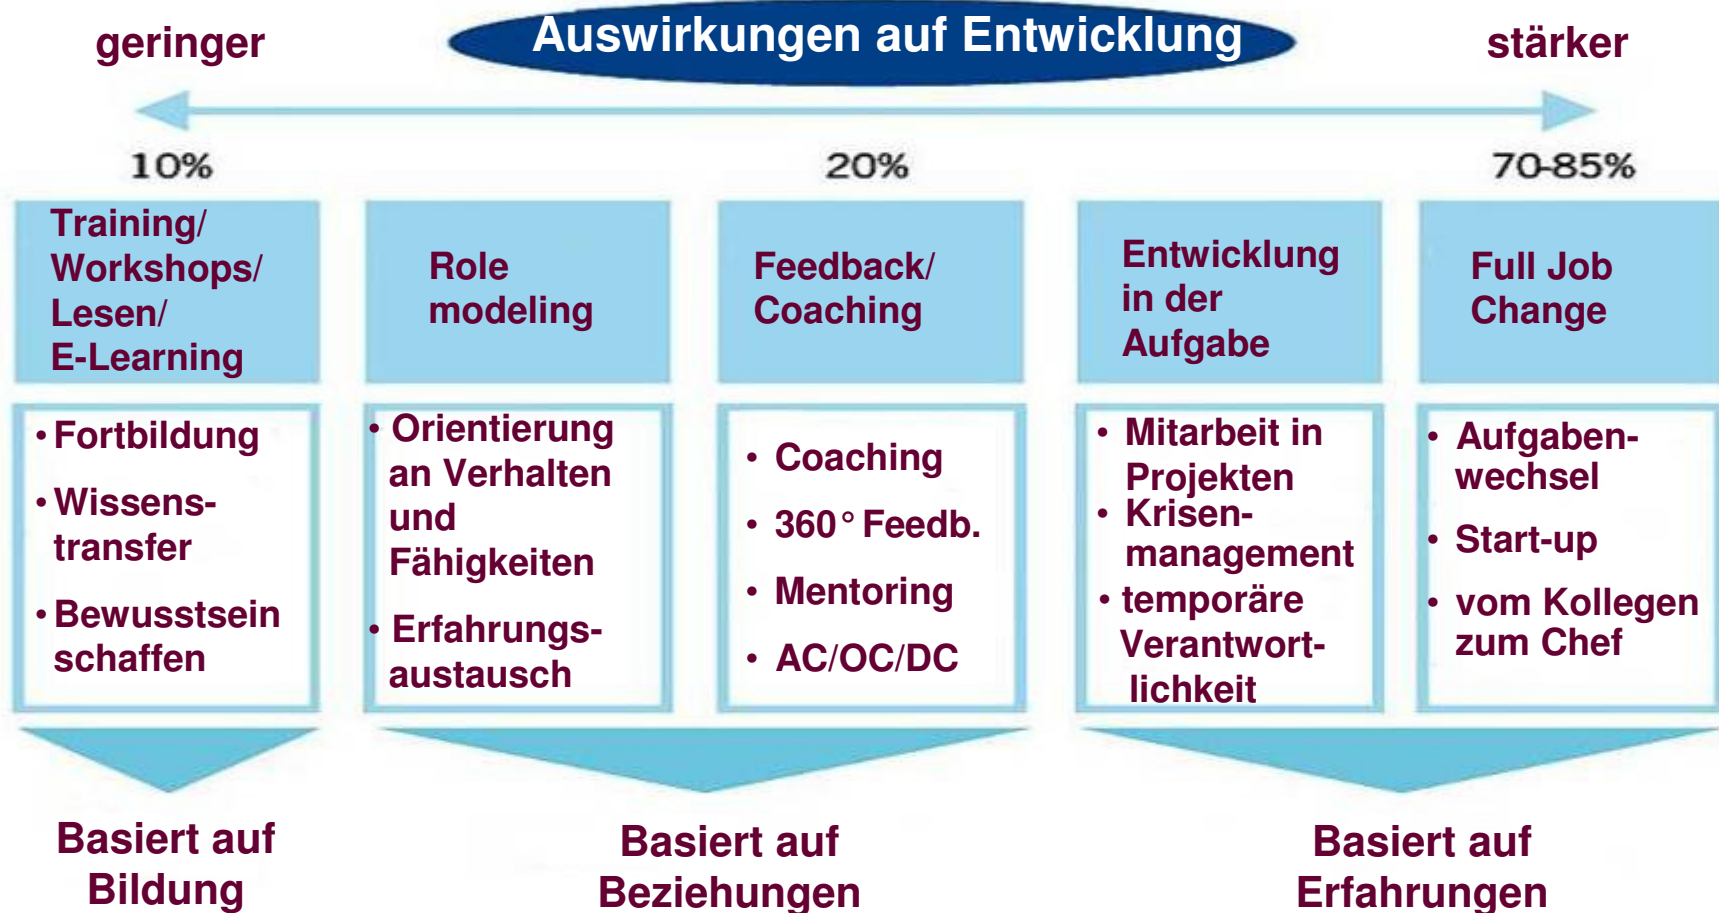 geringer
Auswirkungen auf Entwicklung
stärker
10%
20%
70-85%
Training/
Workshops/
Lesen/
E-Learning
Role
modeling
Feedback/
Coaching
Entwicklung
in der
Aufgabe
Full Job
Change
• Fortbildung
• Wissens-
transfer
• Bewusstsein
schaffen
• Orientierung
an Verhalten
und
Fähigkeiten
• Erfahrungs-
austausch
• Coaching
• 360° Feedb.
• Mentoring
• AC/OC/DC
• Mitarbeit in
Projekten
• Krisen-
management
• temporäre
Verantwort-
lichkeit
• Aufgaben-
wechsel
• Start-up
• vom Kollegen
zum Chef
Basiert auf
Bildung
Basiert auf
Beziehungen
Basiert auf
Erfahrungen